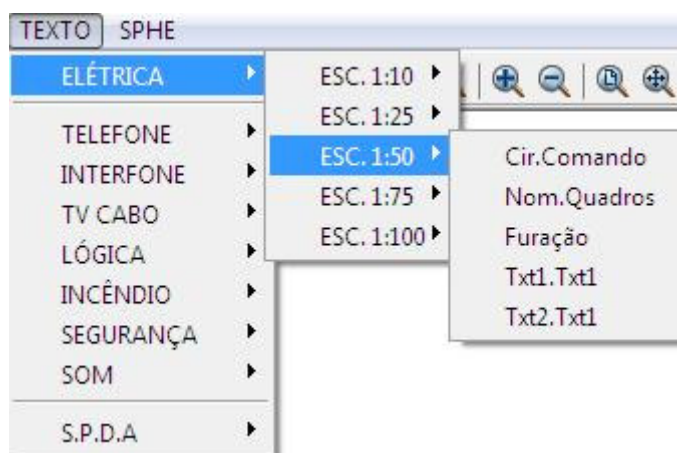 TEXTO SPHE
ELÉTRICA
TELEFONE
INTERFONE
TV CABO
LÓGICA
INCÊNDIO
SEGURANÇA
SOM
S.P.D.A
ESC. 1:10
ESC. 1:25
ESC. 1:50
ESC. 1:75
ESC. 1:100
Cir.Comando
Nom.Quadros
Furação
Txt1.Txt1
Txt2.Txt1